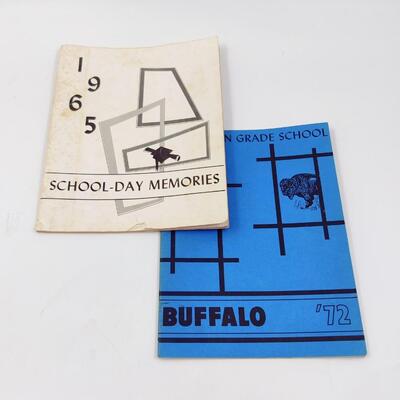 1
9
6
5
SCHOOL-DAY MEMORIES
GRADE SCHOOL
BUFFALO '72